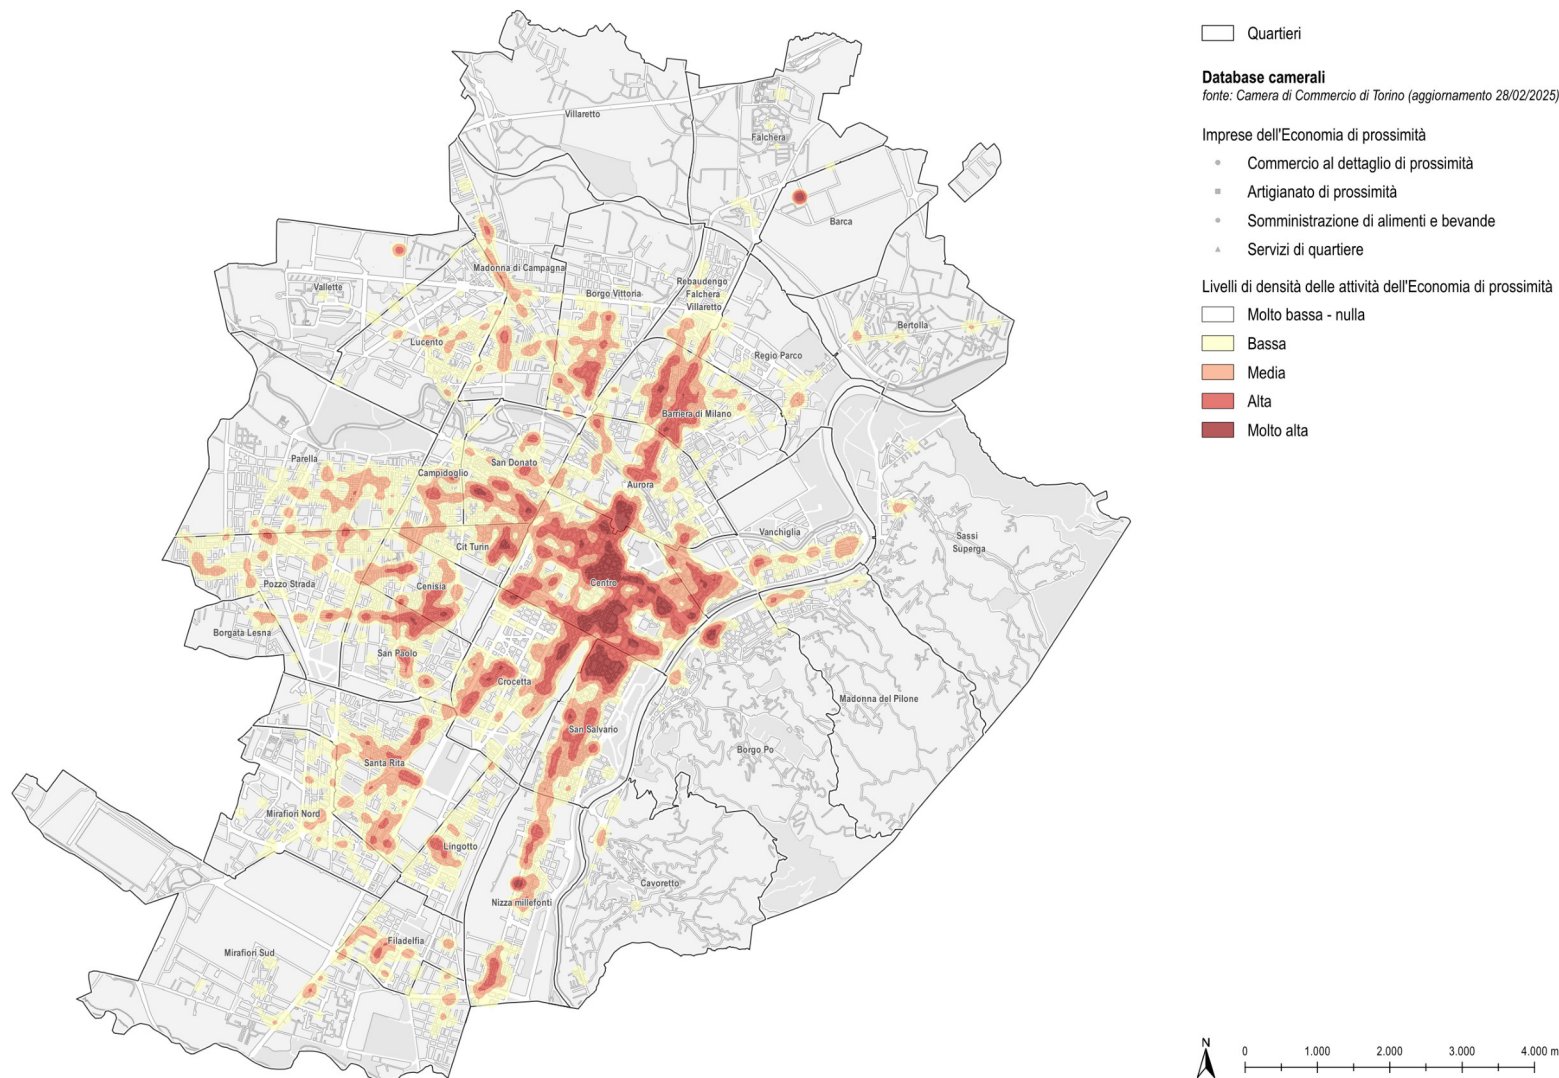 Quartieri
Database camerali
fonte: Camera di Commercio di Torino (aggiornamento 28/02/2025)
Imprese dell'Economia di prossimità
Commercio al dettaglio di prossimità
Artigianato di prossimità
Somministrazione di alimenti e bevande
Servizi di quartiere
Livelli di densità delle attività dell'Economia di prossimità
Molto bassa - nulla
Bassa
Media
Alta
Molto alta
Villaretto
Falchera
Barca
Madonna di Campagna
Vallette
Borgo Vittoria
Rebaudengo
Falchera
Villaretto
Bertolla
Lucento
Regio Parco
Barriera di Milano
Parella
Campidoglio
San Donato
Aurora
Vanchiglia
Sassi
Superga
Cit Turin
Pozzo Strada
Cenisia
Centro
Borgata Lesna
San Paolo
Crocetta
Madonna del Pilone
San Salvario
Borgo Po
Santa Rita
Mirafiori Nord
Lingotto
Cavoretto
Nizza millefonti
Filadelfia
Mirafiori Sud
N
0 1.000 2.000 3.000 4.000 m